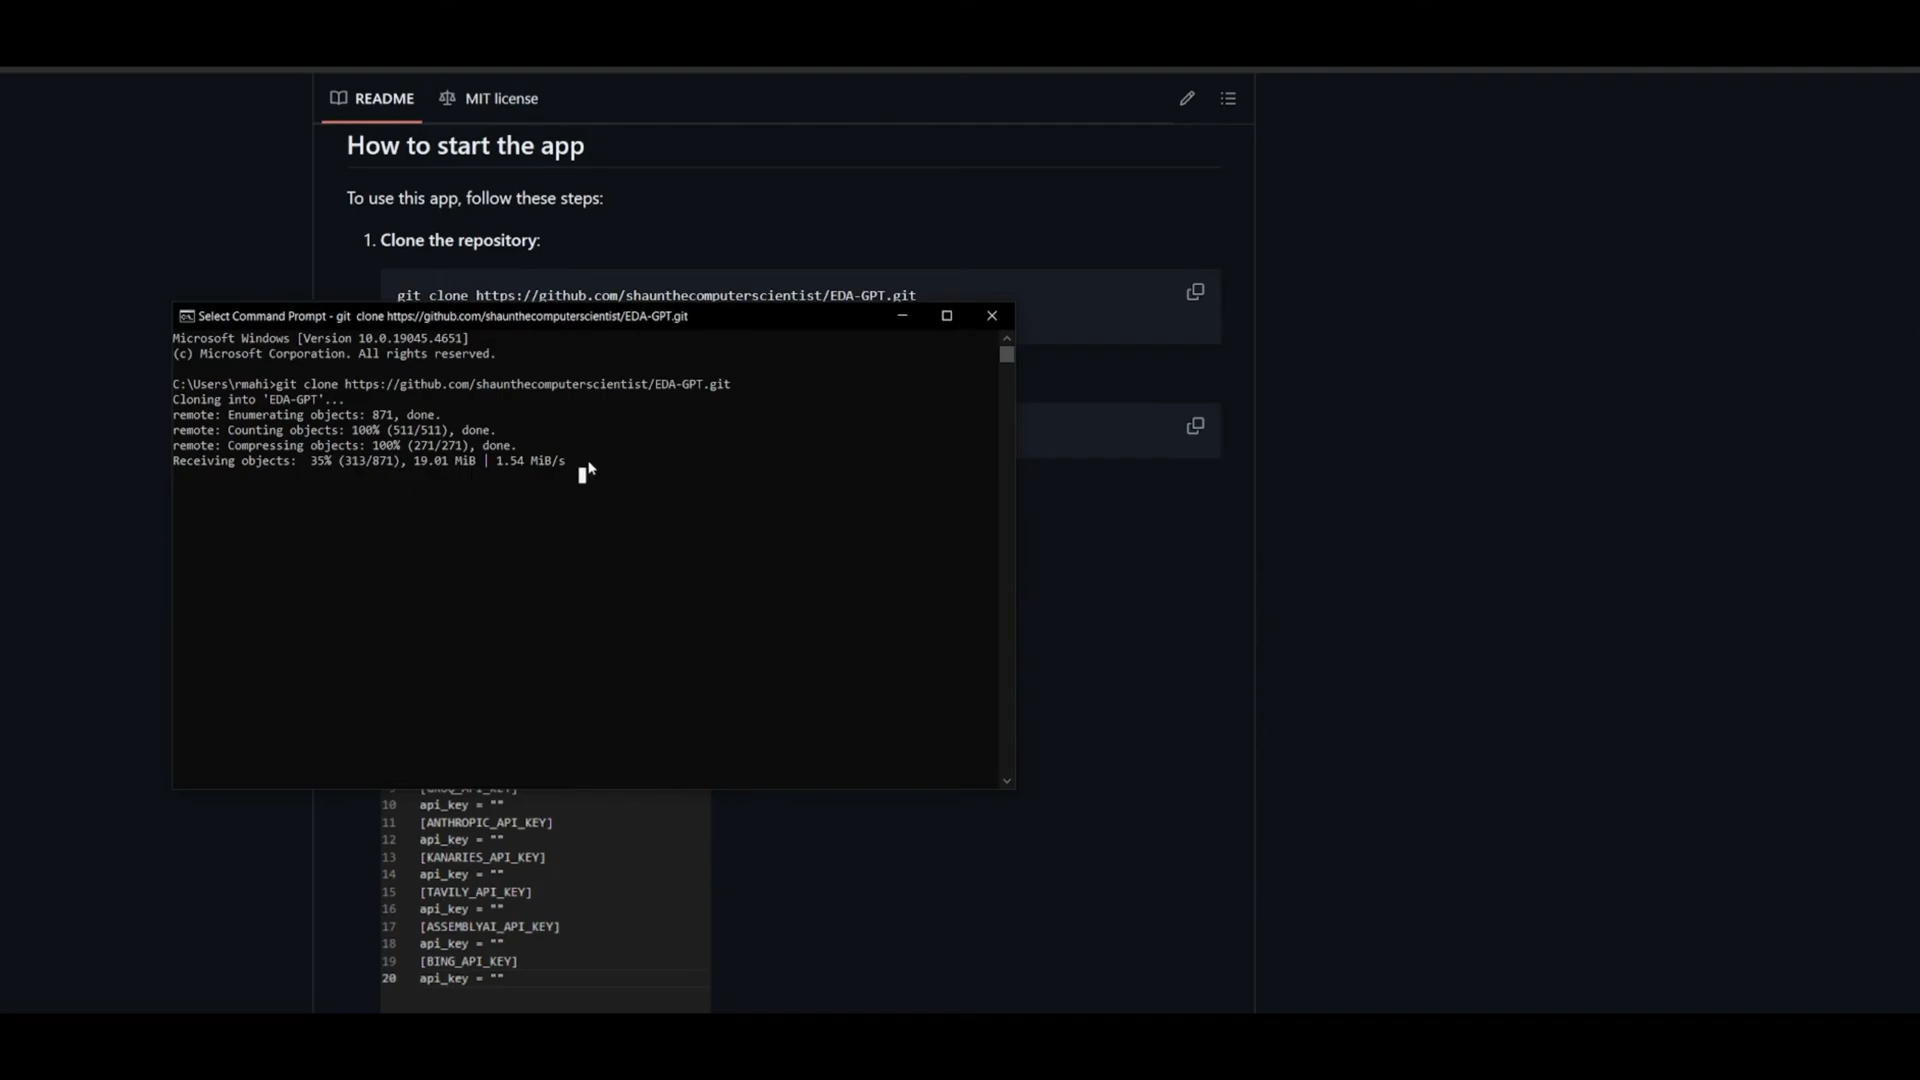 README
MIT license
How to start the app
To use this app, follow these steps:
1. Clone the repository:
git clone https://github.com/shaunthecomputerscientist/EDA-GPT.git
Select Command Prompt - git  clone https://github.com/shaunthecomputerscientist/EDA-GPT.git
Microsoft Windows [Version 10.0.19045.4651]
(c) Microsoft Corporation. All rights reserved.
C:\Users\rmahi>git clone https://github.com/shaunthecomputerscientist/EDA-GPT.git
Cloning into 'EDA-GPT'...
remote: Enumerating objects: 871, done.
remote: Counting objects: 100% (511/511), done.
remote: Compressing objects: 100% (271/271), done.
Receiving objects:  35% (313/871), 19.01 MiB | 1.54 MiB/s
10 api_key = ""
11 [ANTHROPIC_API_KEY]
12 api_key = ""
13 [KANARIES_API_KEY]
14 api_key = ""
15 [TAVILY_API_KEY]
16 api_key = ""
17 [ASSEMBLYAI_API_KEY]
18 api_key = ""
19 [BING_API_KEY]
20 api_key = ""